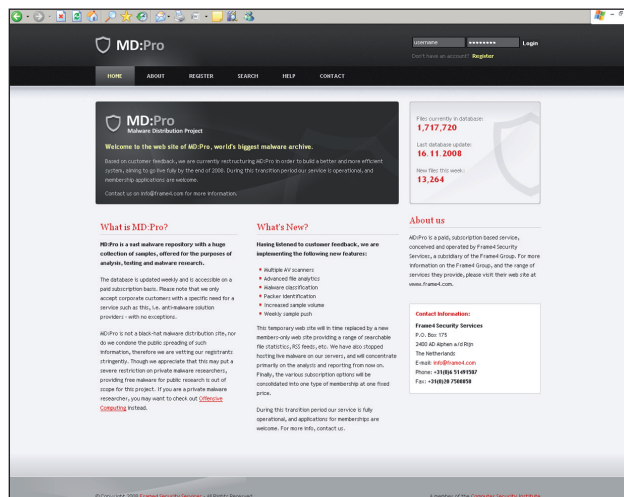 MD:Pro
username
Login
Don't have an account? Register
HOME ABOUT REGISTER SEARCH HELP CONTACT
MD:Pro
Malware Distribution Project
Welcome to the web site of MD:Pro, world's biggest malware archive.
Based on customer feedback, we are currently restructuring MD:Pro in order to build a better and more efficient
system, aiming to go live fully by the end of 2008. During this transition period our service is operational, and
membership applications are welcome.
Contact us on info@frame4.com for more information.
Files currently in database:
1,717,720
Last database update:
16.11.2008
New files this week:
13,264
What is MD:Pro?
MD:Pro is a vast malware repository with a huge
collection of samples, offered for the purposes of
analysis, testing and malware research.
The database is updated weekly and is accessible on a
paid subscription basis. Please note that we only
accept corporate customers with a specific need for a
service such as this, i.e. anti-malware solution
providers - with no exceptions.
MD:Pro is not a black-hat malware distribution site, nor
do we condone the public spreading of such
information, therefore we are vetting our registrants
stringently. Though we appreciate that this may put a
severe restriction on private malware researchers,
providing free malware for public research is out of
scope for this project. If you are a private malware
researcher, you may want to check out Offensive
Computing instead.
What's New?
Having listened to customer feedback, we are
implementing the following new features:
Multiple AV scanners
Advanced file analytics
Malware classification
Packer identification
Increased sample volume
Weekly sample push
This temporary web site will in time replaced by a new
members-only web site providing a range of searchable
file statistics, RSS feeds, etc. We have also stopped
hosting live malware on our servers, and will concentrate
primarily on the analysis and reporting from now on.
Finally, the various subscription options will be
consolidated into one type of membership at one fixed
price.
During this transition period our service is fully
operational, and applications for memberships are
welcome. For more info, contact us.
About us
MD:Pro is a paid, subscription based service,
conceived and operated by Frame4 Security
Services, a subsidiary of the Frame4 Group. For more
information on the Frame4 Group, and the range of
services they provide, please visit their web site at
www.frame4.com.
Contact Information:
Frame4 Security Services
P.O. Box 175
2400 AD Alphen a/d Rijn
The Netherlands
E-mail: info@frame4.com
Phone: +31(0)6 51491507
Fax: +31(0)20 7500850
© Copyright 2008 Frame4 Security Services - All Rights Reserved
A member of the Computer Security Institute